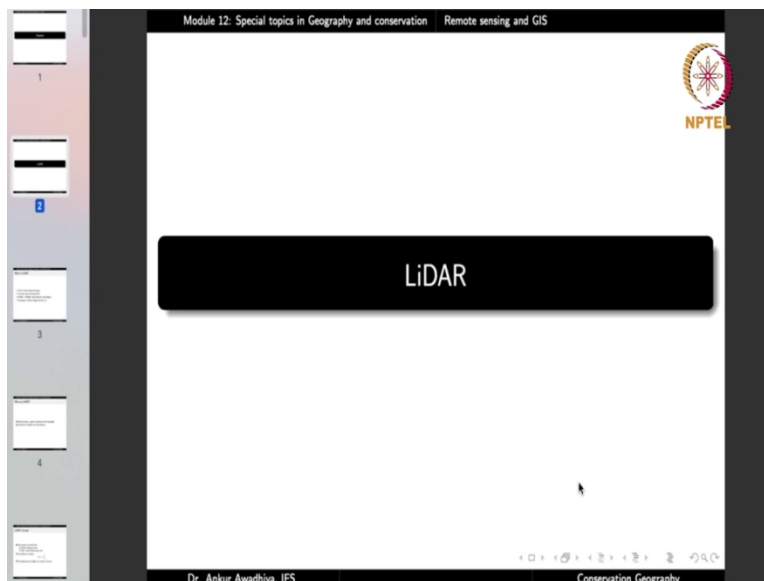 Module 12: Special topics in Geography and conservation Remote sensing and GIS
NPTEL
LiDAR
1
2
3
4
Dr. Ankur Awadhiya, IFS Conservation Geography